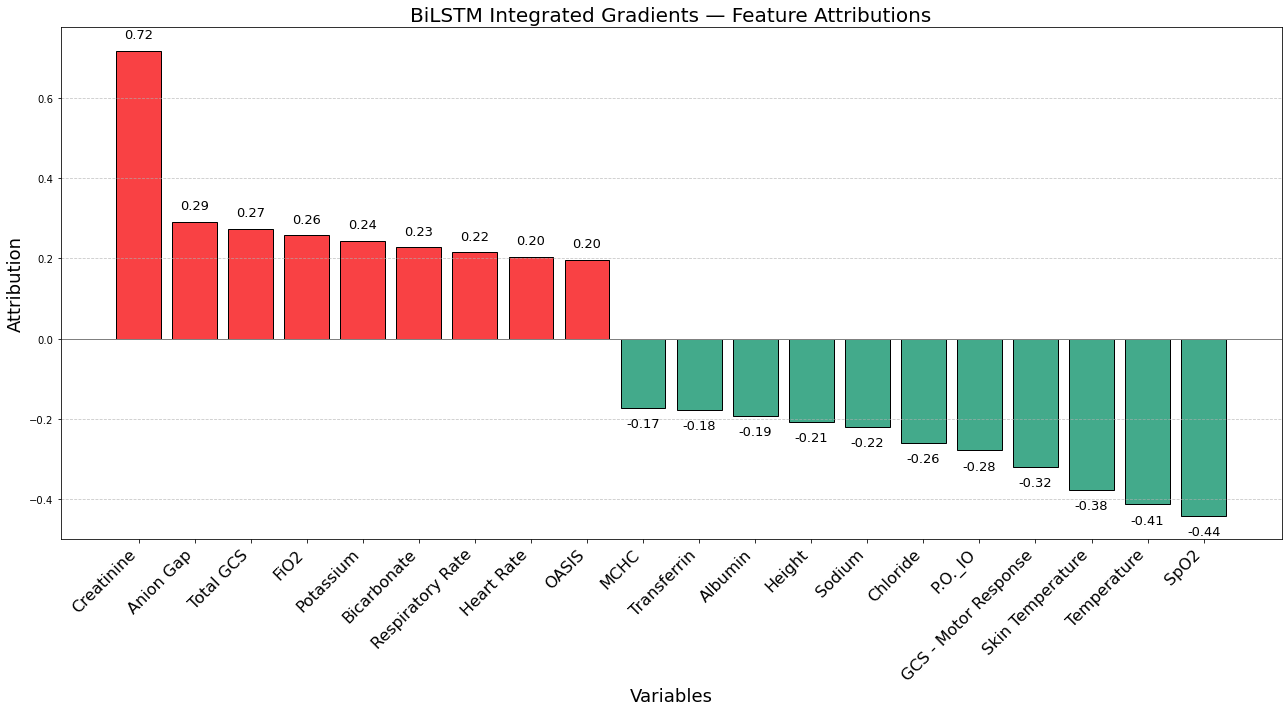 BiLSTM Integrated Gradients — Feature Attributions
0.72
0.29
0.27
0.26
0.24
0.23
0.22
0.20
0.20
-0.17
-0.18
-0.19
-0.21
-0.22
-0.26
-0.28
-0.32
-0.38
-0.41
-0.44
0.6
0.4
0.2
0.0
−0.2
−0.4
Attribution
Creatinine
Anion Gap
Total GCS
FiO2
Potassium
Bicarbonate
Respiratory Rate
Heart Rate
OASIS
MCHC
Transferrin
Albumin
Height
Sodium
Chloride
P.O._IO
GCS - Motor Response
Skin Temperature
Temperature
SpO2
Variables